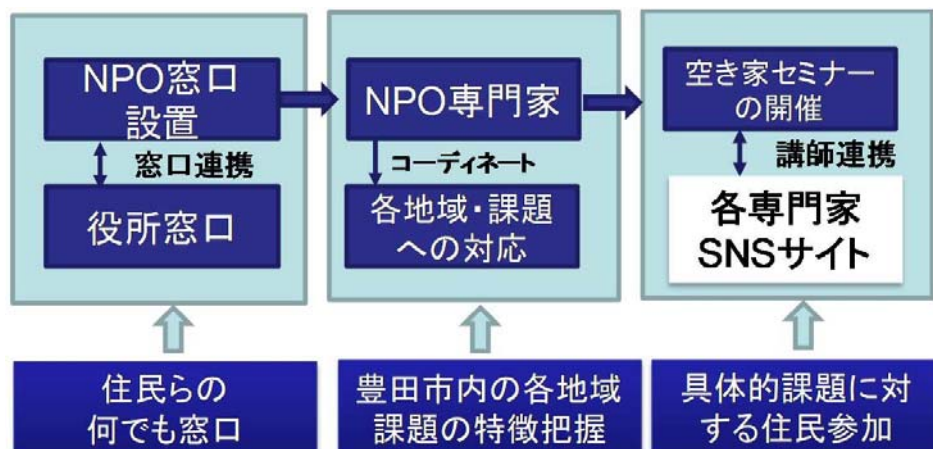 NPO窓口
設置
窓口連携
役所窓口
NPO専門家
コーディネート
各地域・課題
への対応
空き家セミナー
の開催
講師連携
各専門家
SNSサイト
住民らの
何でも窓口
豊田市内の各地域
課題の特徴把握
具体的課題に対
する住民参加